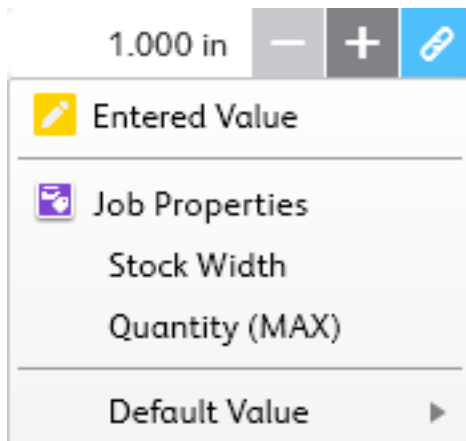 1.000 in
Entered Value
Job Properties
Stock Width
Quantity (MAX)
Default Value